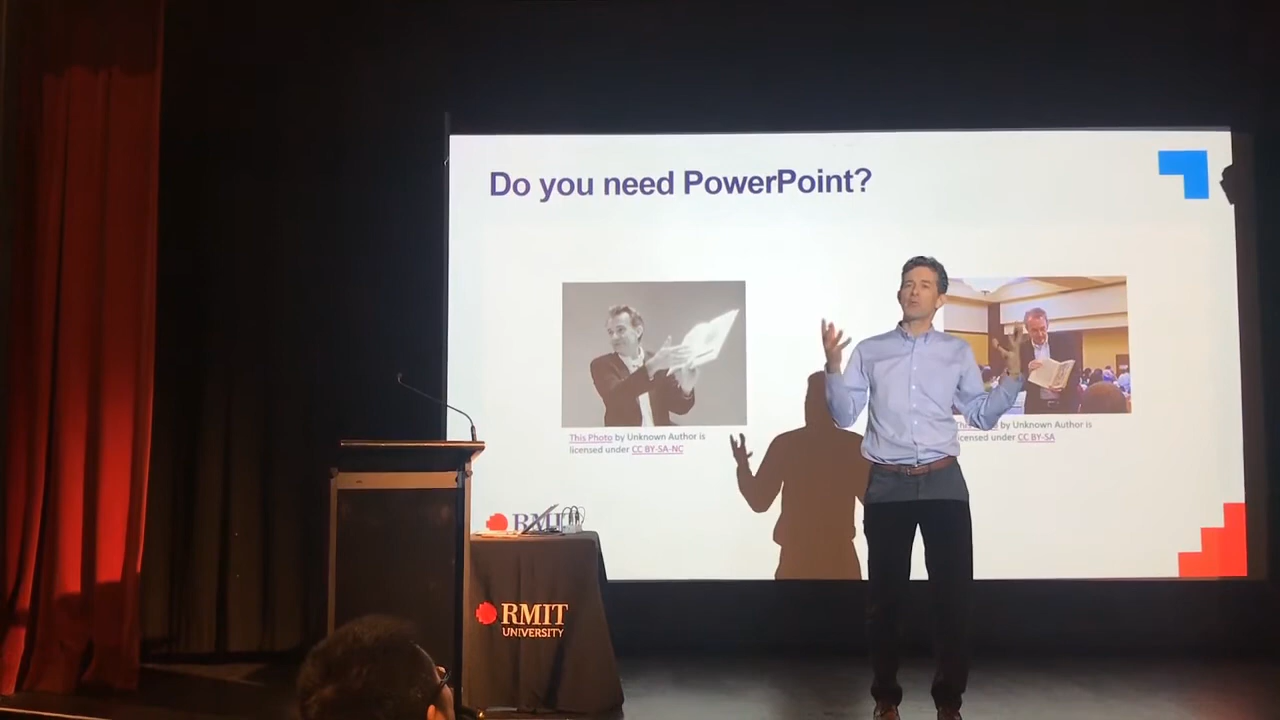 Do you need PowerPoint?
This Photo by Unknown Author is
licensed under CC BY-SA-NC
by Unknown Author is
licensed under CC BY-SA
RMIT
RMIT
UNIVERSITY